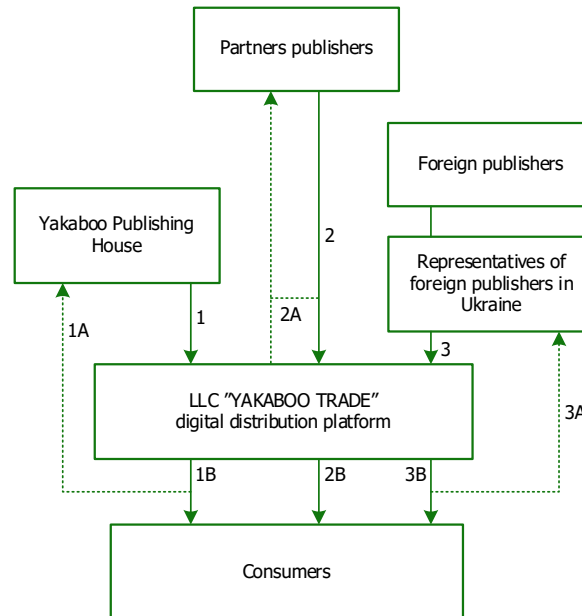 Partners publishers
Foreign publishers
Yakaboo Publishing
House
2
Representatives of
foreign publishers in
Ukraine
1A
1
2A
3
LLC ”YAKABOO TRADE”
digital distribution platform
3A
1B
2B
3B
Consumers